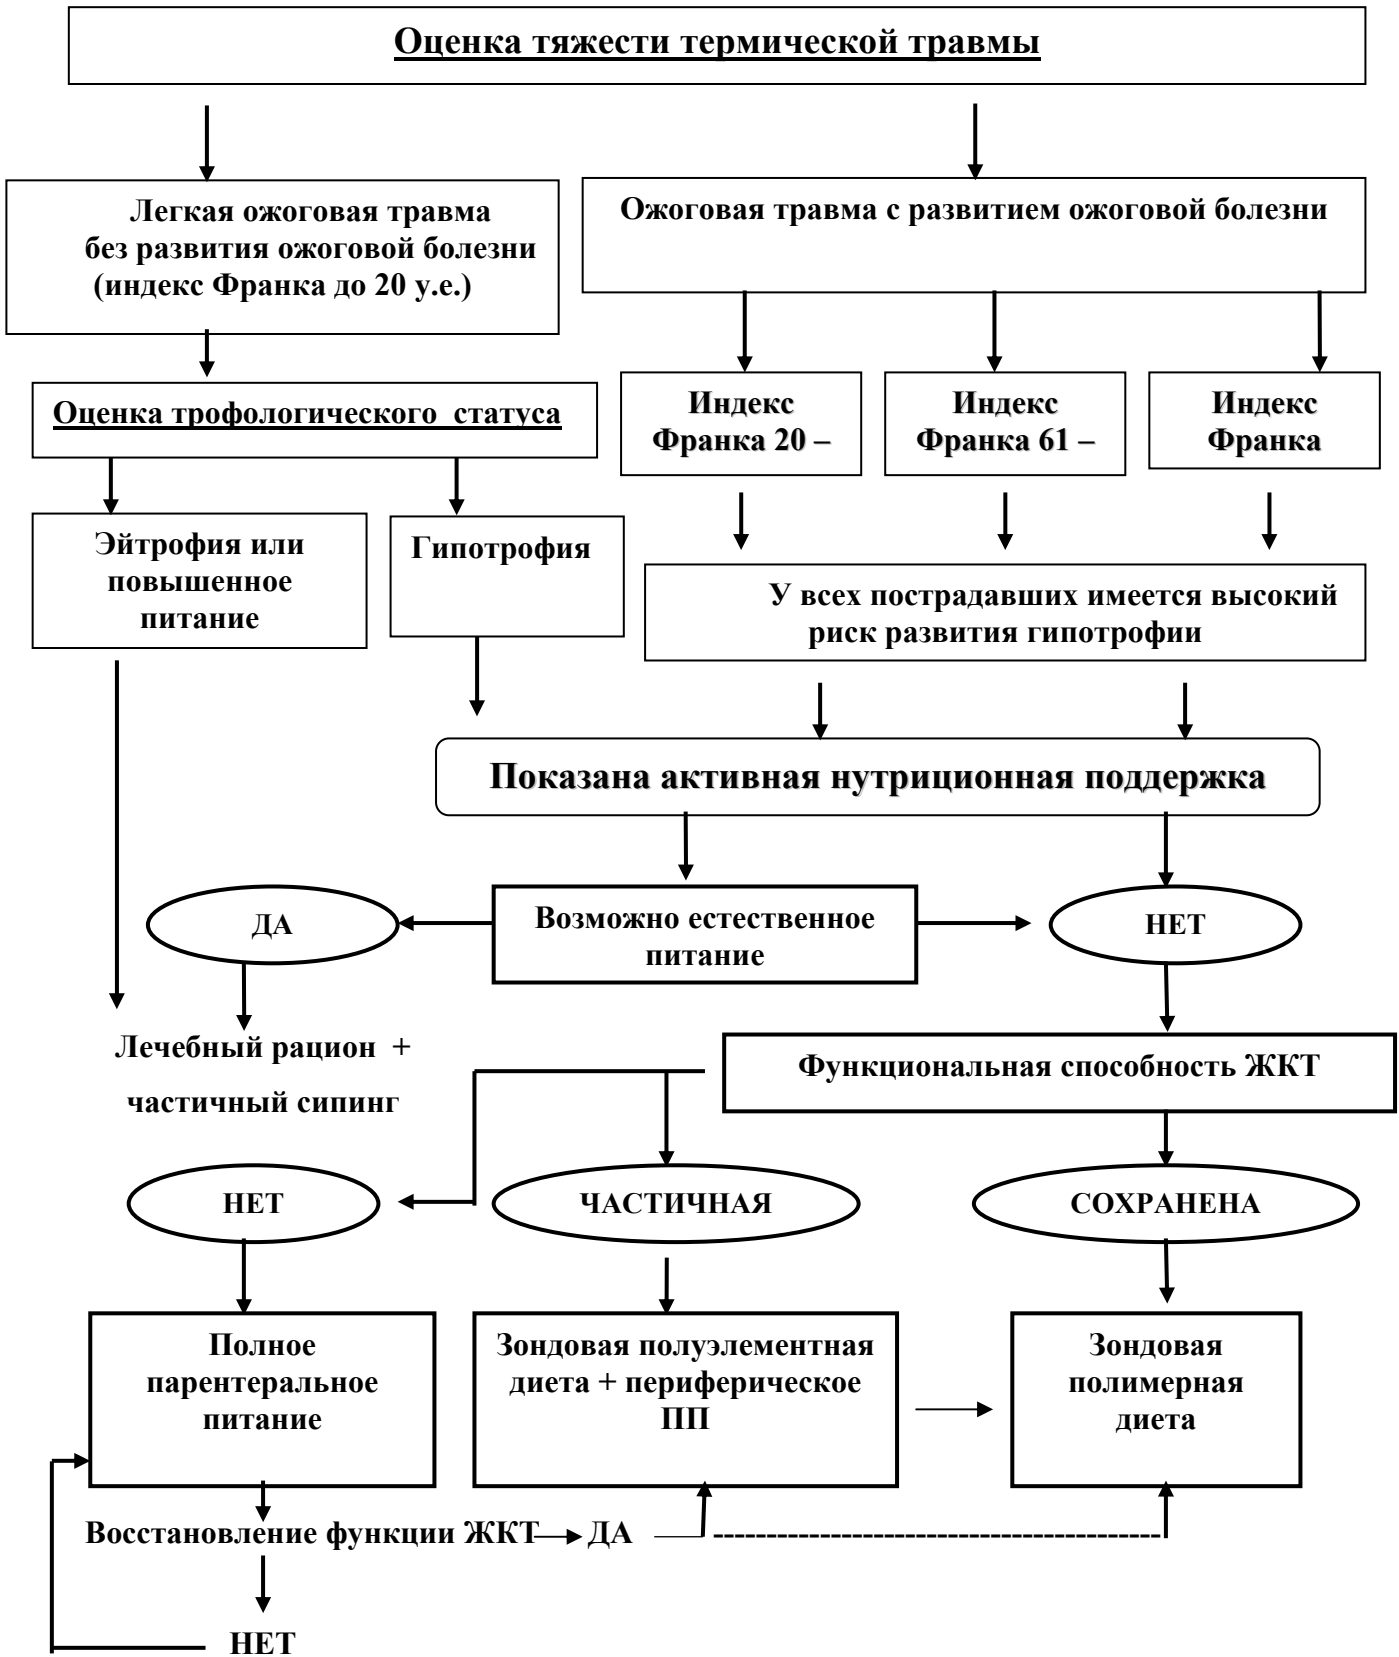 Оценка тяжести термической травмы
Легкая ожоговая травма
без развития ожоговой болезни
(индекс Франка до 20 у.е.)
Ожоговая травма с развитием ожоговой болезни
Оценка трофологического статуса
Индекс
Франка 20 –
Индекс
Франка 61 –
Индекс
Франка
Эйтрофия или
повышенное
питание
Гипотрофия
У всех пострадавших имеется высокий
риск развития гипотрофии
Показана активная нутриционная поддержка
ДА
Возможно естественное
питание
НЕТ
Лечебный рацион +
частичный сипинг
Функциональная способность ЖКТ
НЕТ
ЧАСТИЧНАЯ
СОХРАНЕНА
Полное
парентеральное
питание
Зондовая полуэлементная
диета + периферическое
ПП
Зондовая
полимерная
диета
Восстановление функции ЖКТ
ДА
НЕТ